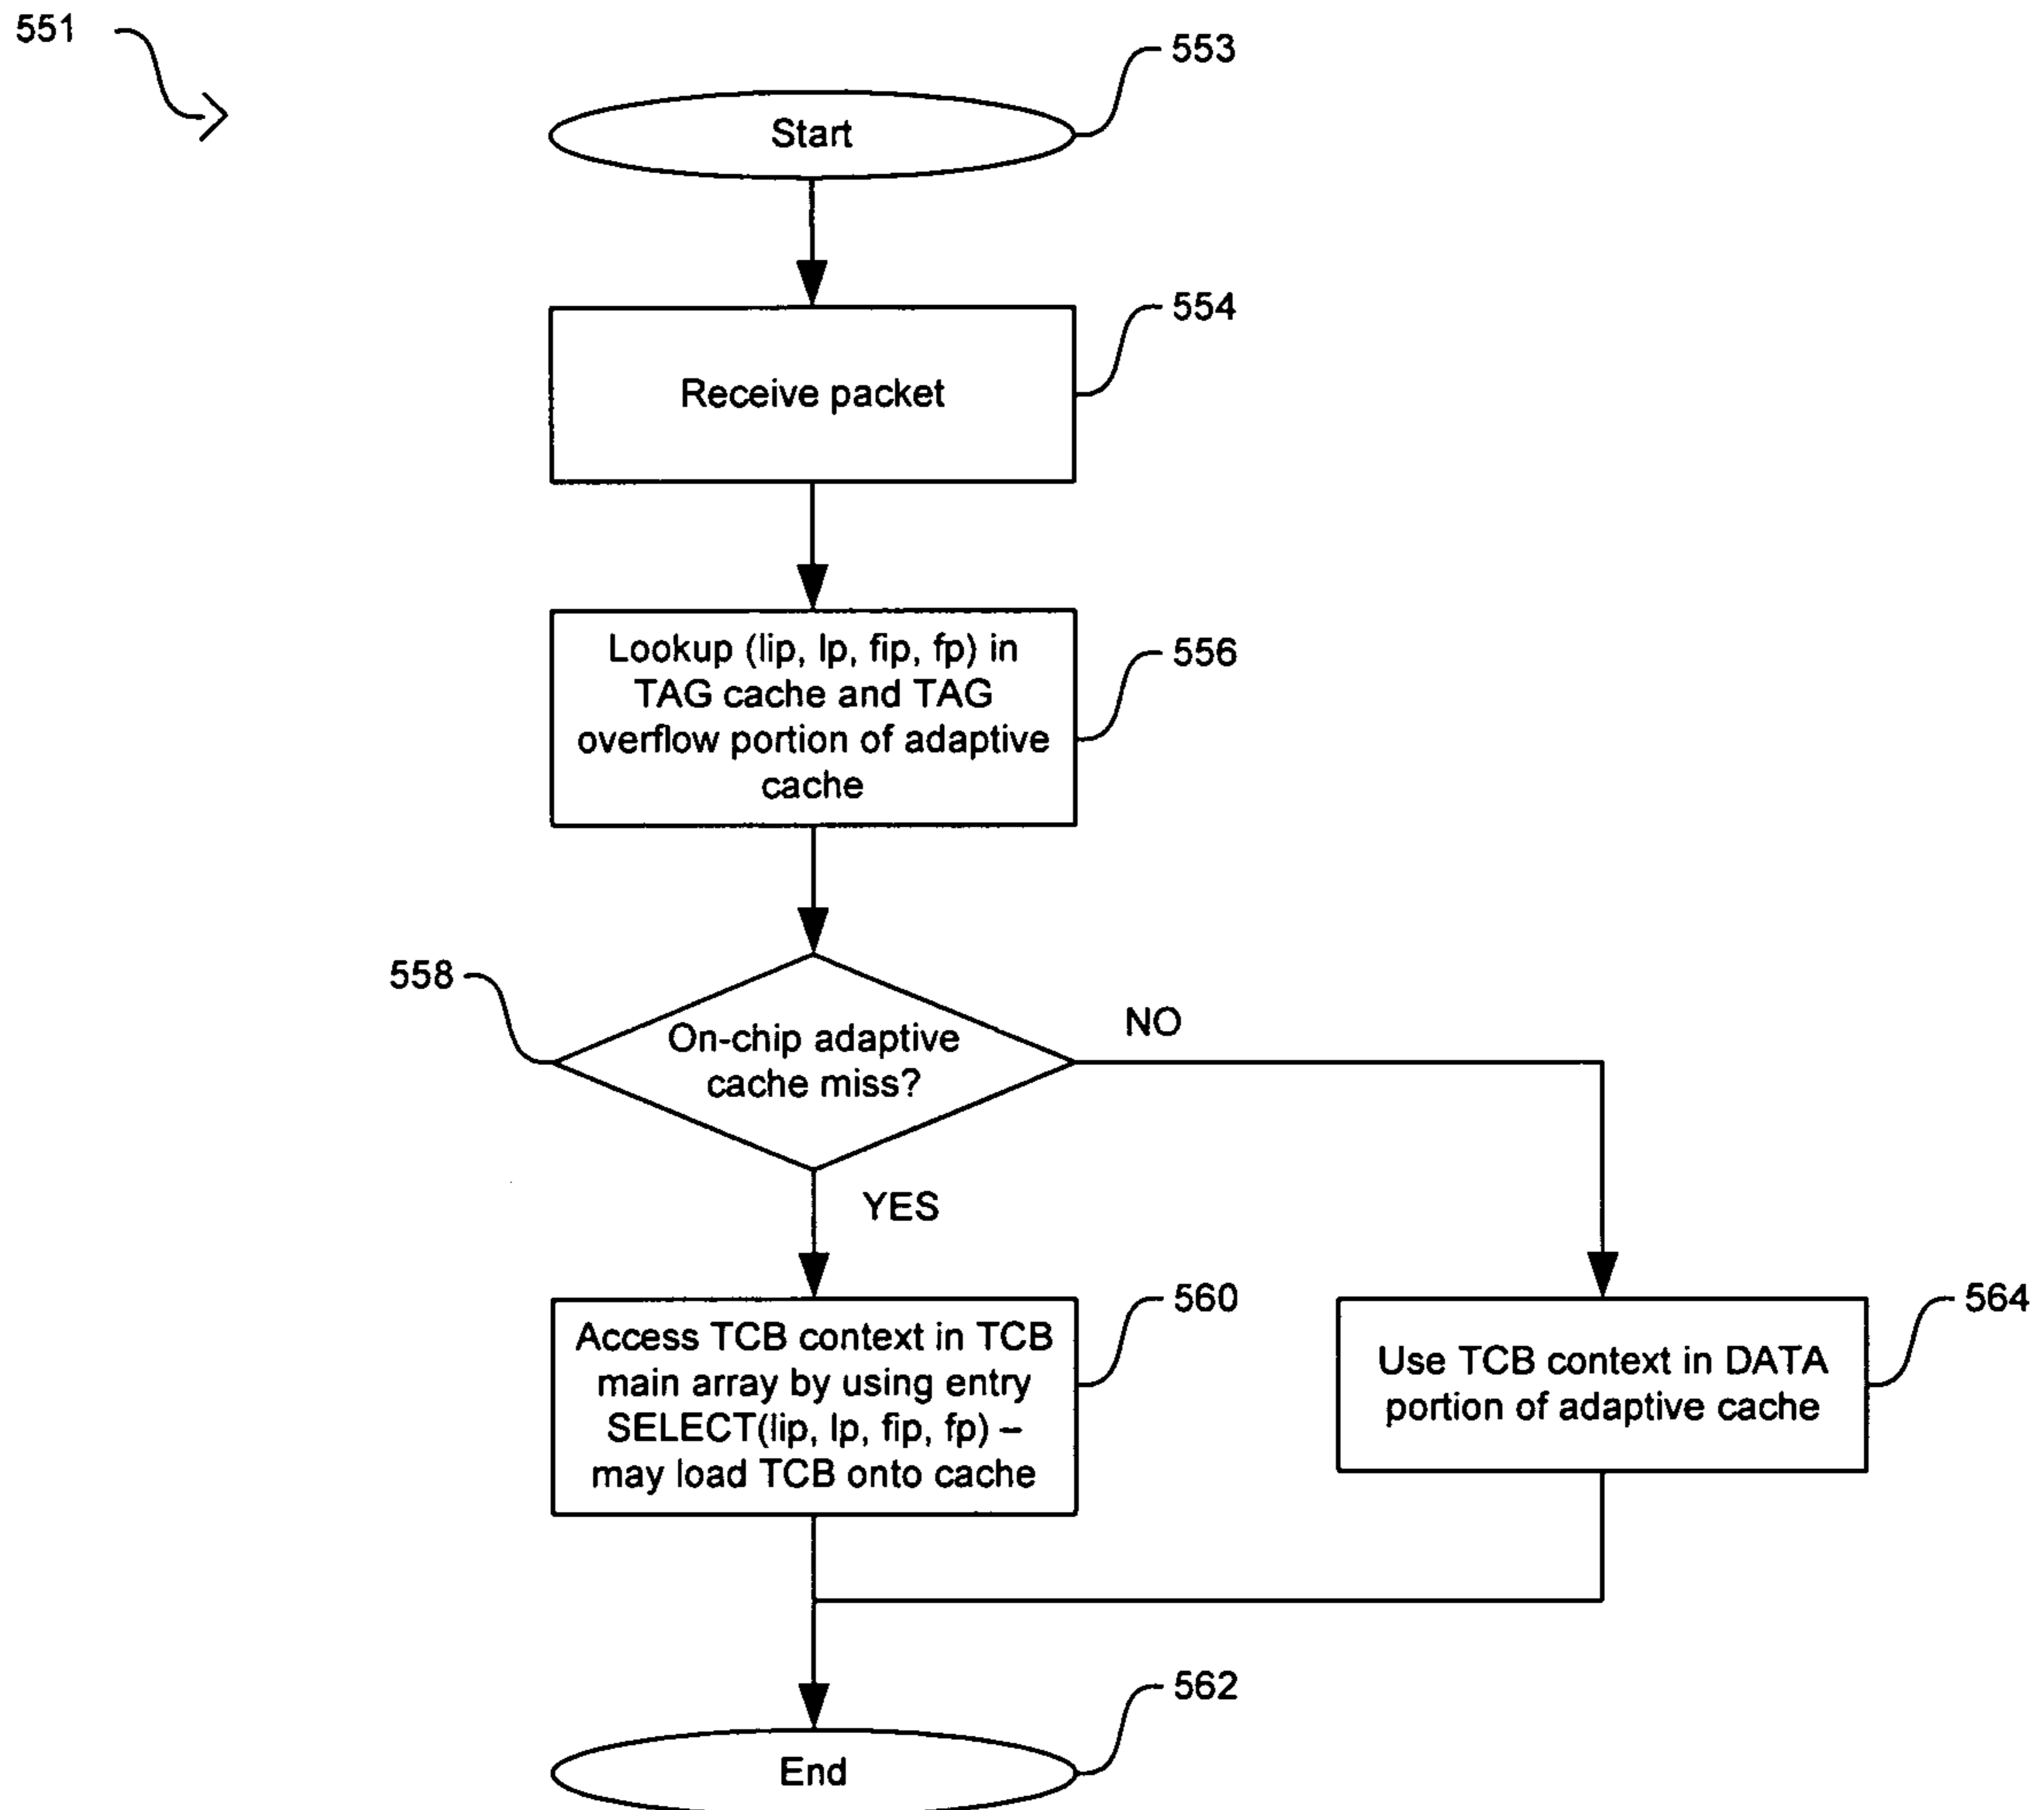 551
553
Start
554
Receive packet
Lookup (lip, lp, fip, fp) in
TAG cache and TAG
overflow portion of adaptive
cache
556
558
On-chip adaptive
cache miss?
NO
YES
560
Access TCB context in TCB
main array by using entry
SELECT(lip, lp, fip, fp) –
may load TCB onto cache
564
Use TCB context in DATA
portion of adaptive cache
562
End